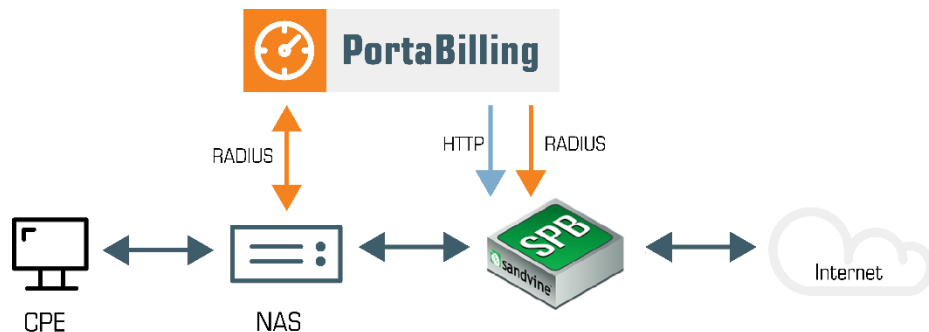 PortaBilling
RADIUS
HTTP
RADIUS
SPB
sandvine
Internet
CPE
NAS